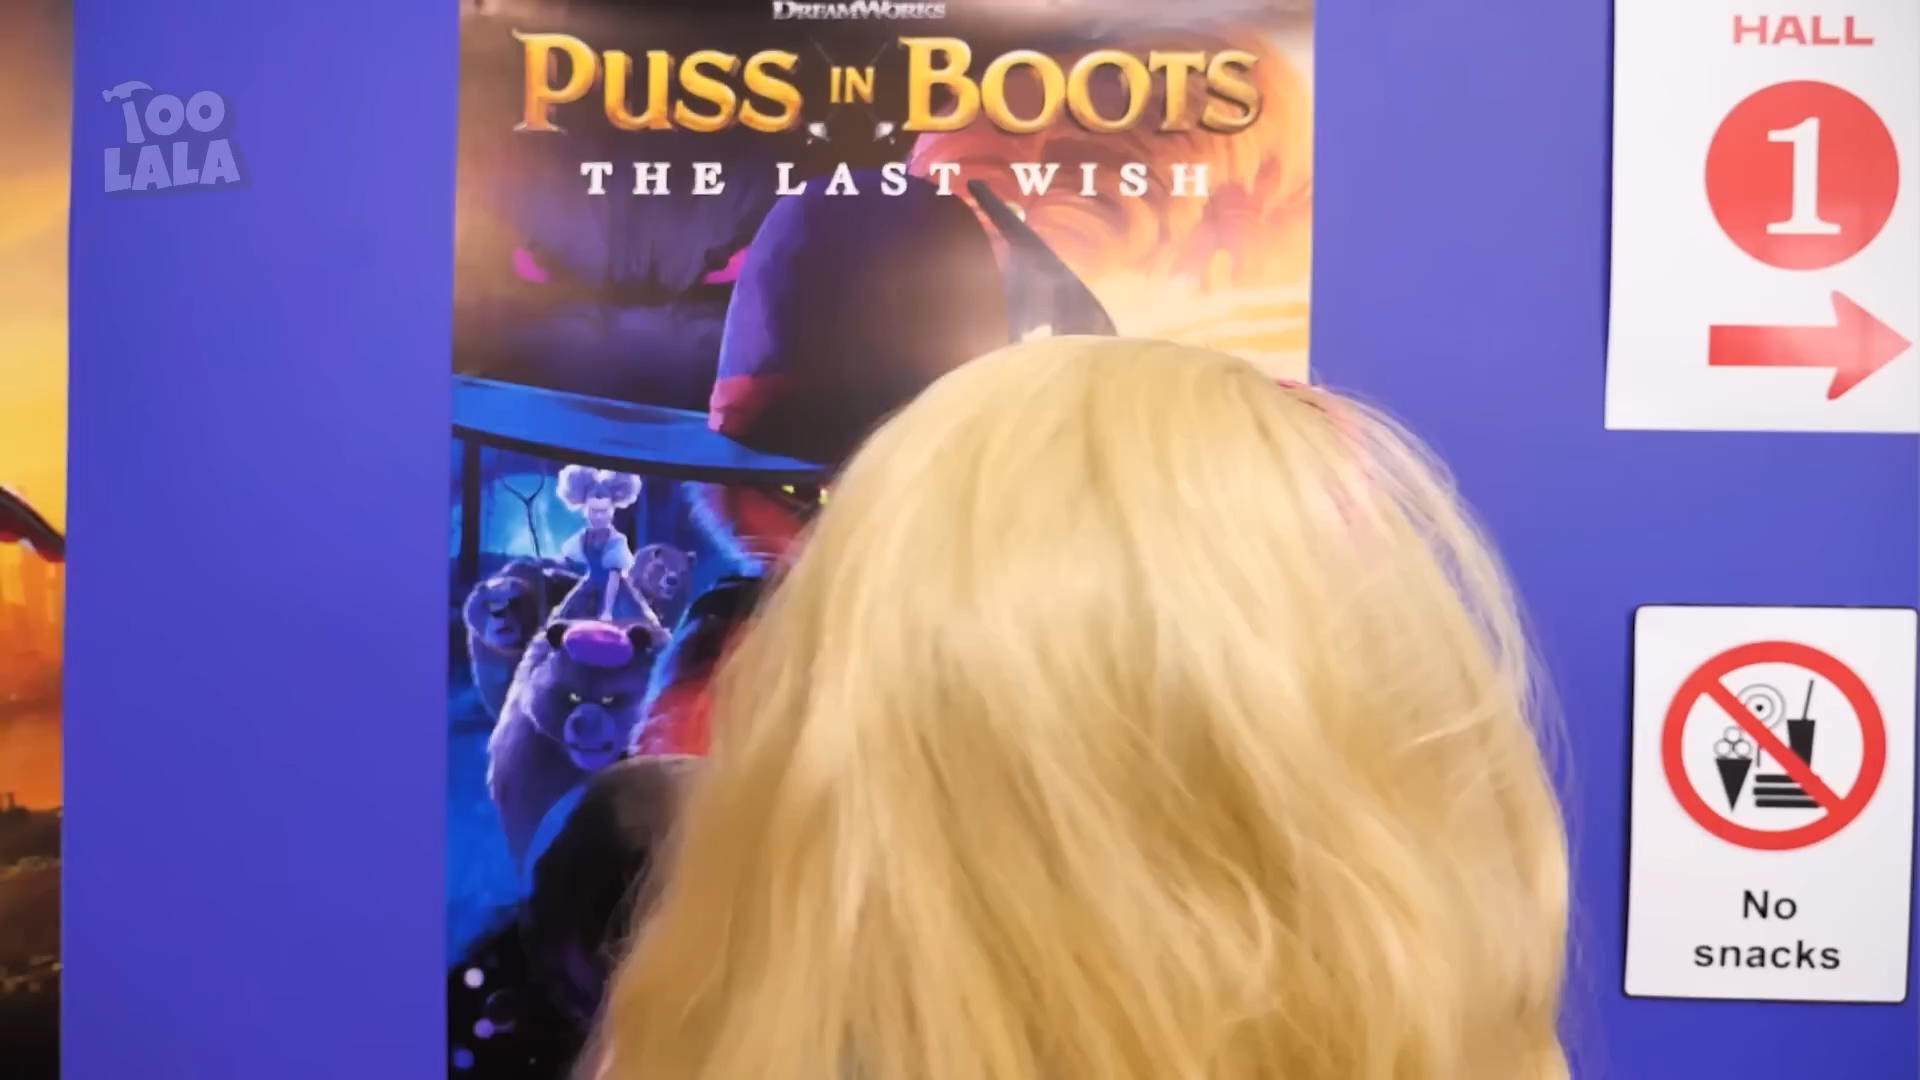 DREAMWORKS
PUSS IN BOOTS
THE LAST WISH
TOO
LALA
HALL
1
No
snacks